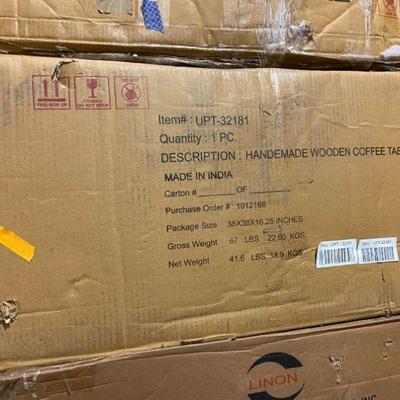 THIS SIDE UP
FRAGILE
DO NOT DROP
Item# : UPT-32181
Quantity : 1 PC.
DESCRIPTION : HANDEMADE WOODEN COFFEE TAB
MADE IN INDIA
Carton # OF
Purchase Order # : 1012168
Package Size 38X38X16.25 INCHES
Gross Weight 67 LBS 22.60 KGS
Net Weight 41.6 LBS 18.9 KGS
LINON
INC